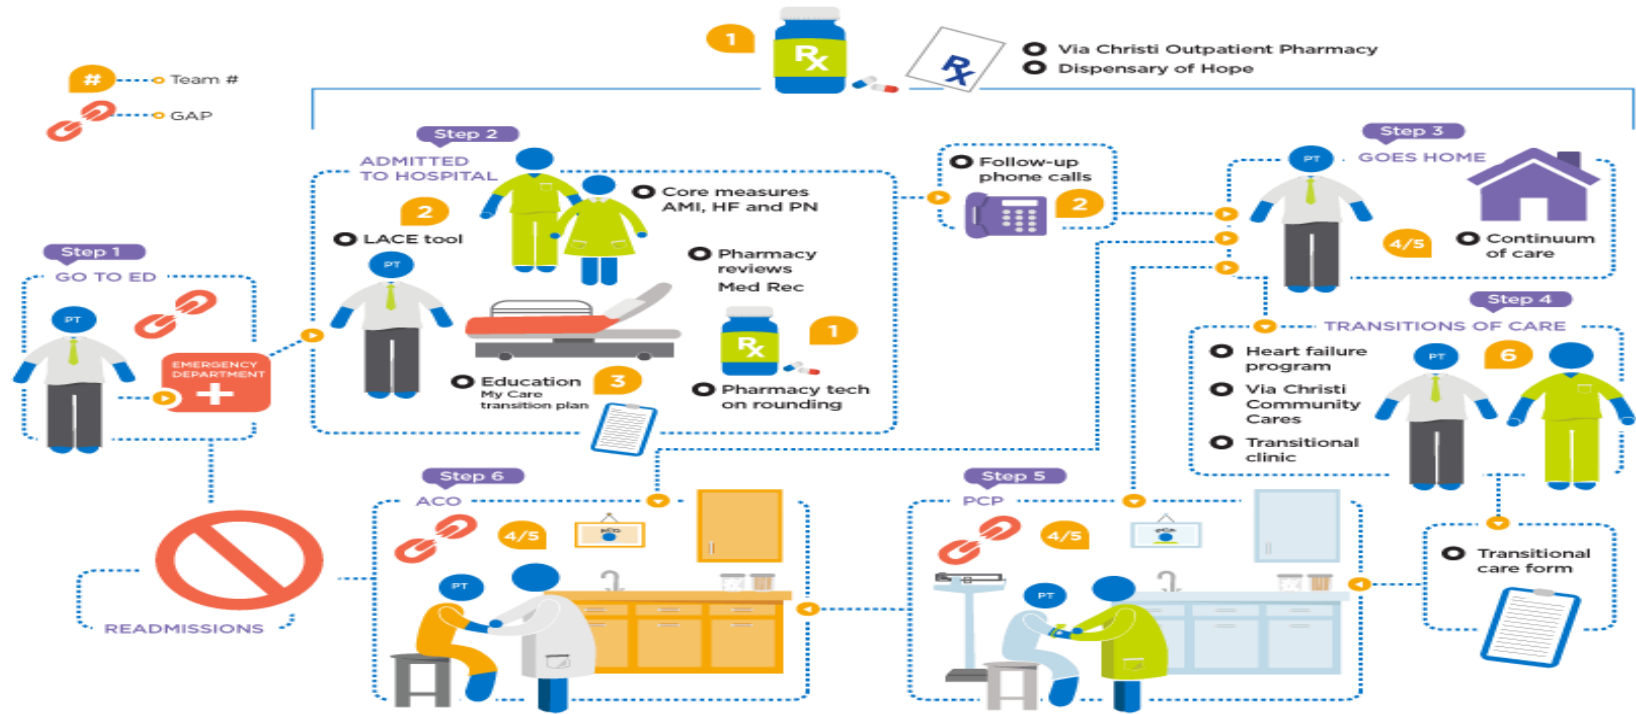 1
Rx
Rx
Via Christi Outpatient Pharmacy
Dispensary of Hope
#
Team #
GAP
Step 1
GO TO ED
PT
EMERGENCY
DEPARTMENT
Step 2
ADMITTED
TO HOSPITAL
2
LACE tool
PT
Core measures
AMI, HF and PN
Pharmacy
reviews
Med Rec
Rx
1
Pharmacy tech
on rounding
Education
My Care
transition plan
3
Follow-up
phone calls
2
Step 3
GOES HOME
PT
4/5
Continuum
of care
Step 4
TRANSITIONS OF CARE
Heart failure
program
Via Christi
Community
Cares
Transitional
clinic
PT
6
Transitional
care form
Step 5
PCP
4/5
PT
Step 6
ACO
4/5
PT
READMISSIONS